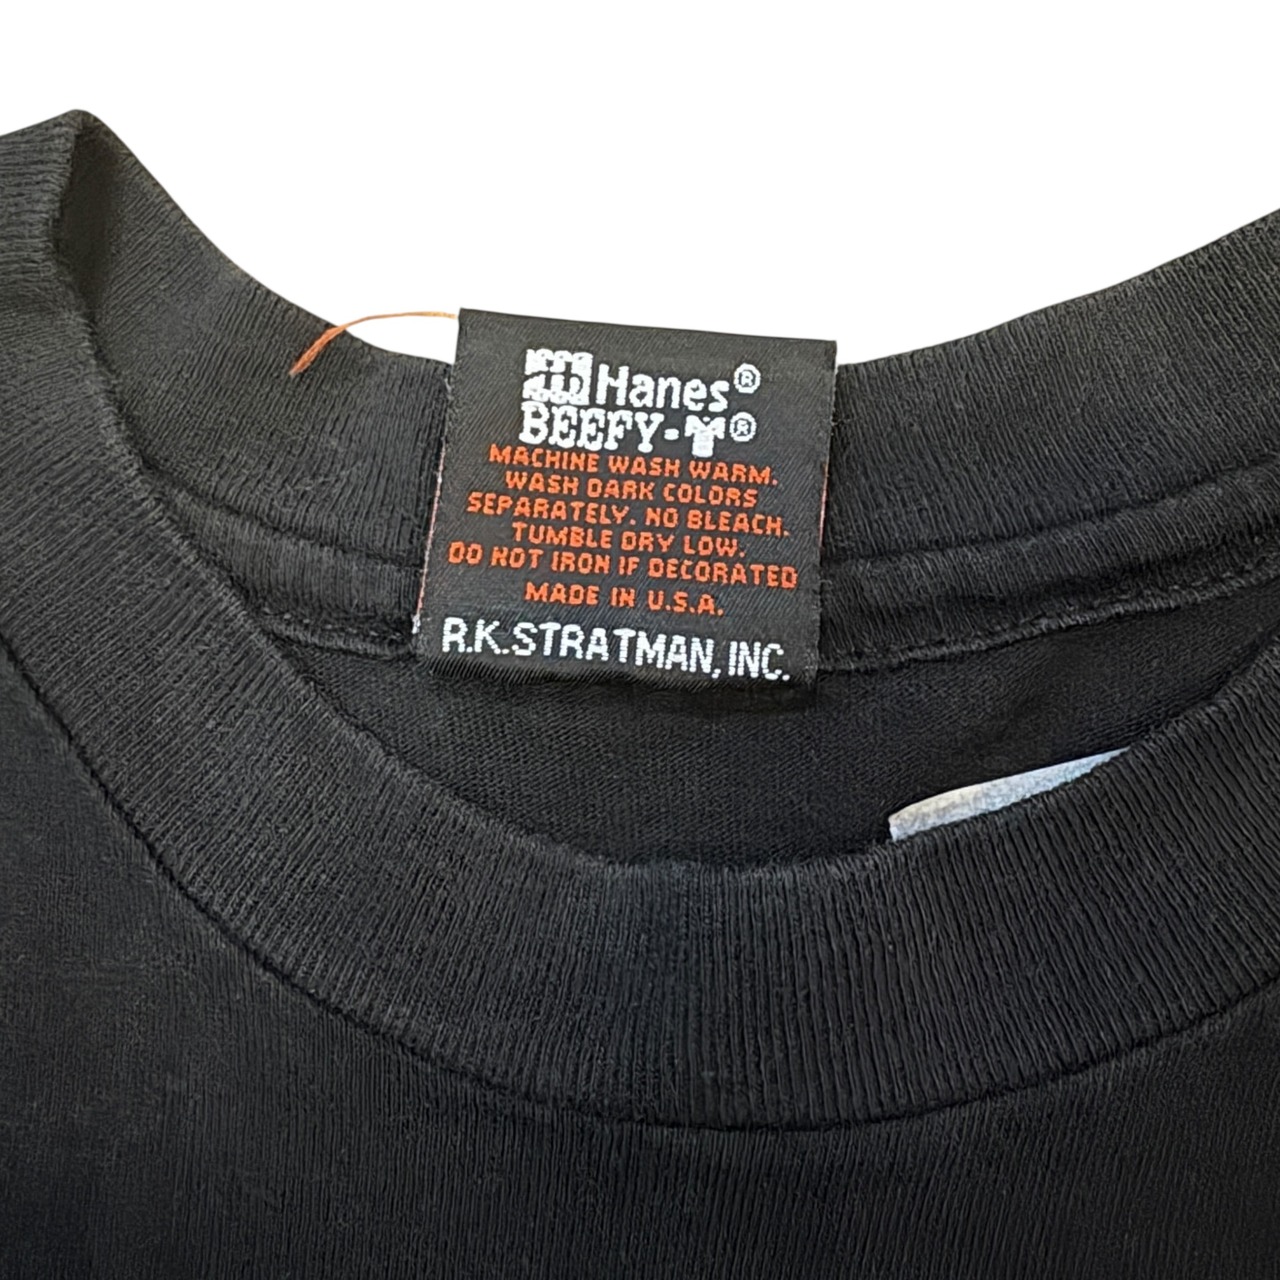 Hanes®
BEEFY-T®
MACHINE WASH WARM.
WASH DARK COLORS
SEPARATELY. NO BLEACH.
TUMBLE DRY LOW.
DO NOT IRON IF DECORATED
MADE IN U.S.A.
R.K.STRATMAN, INC.